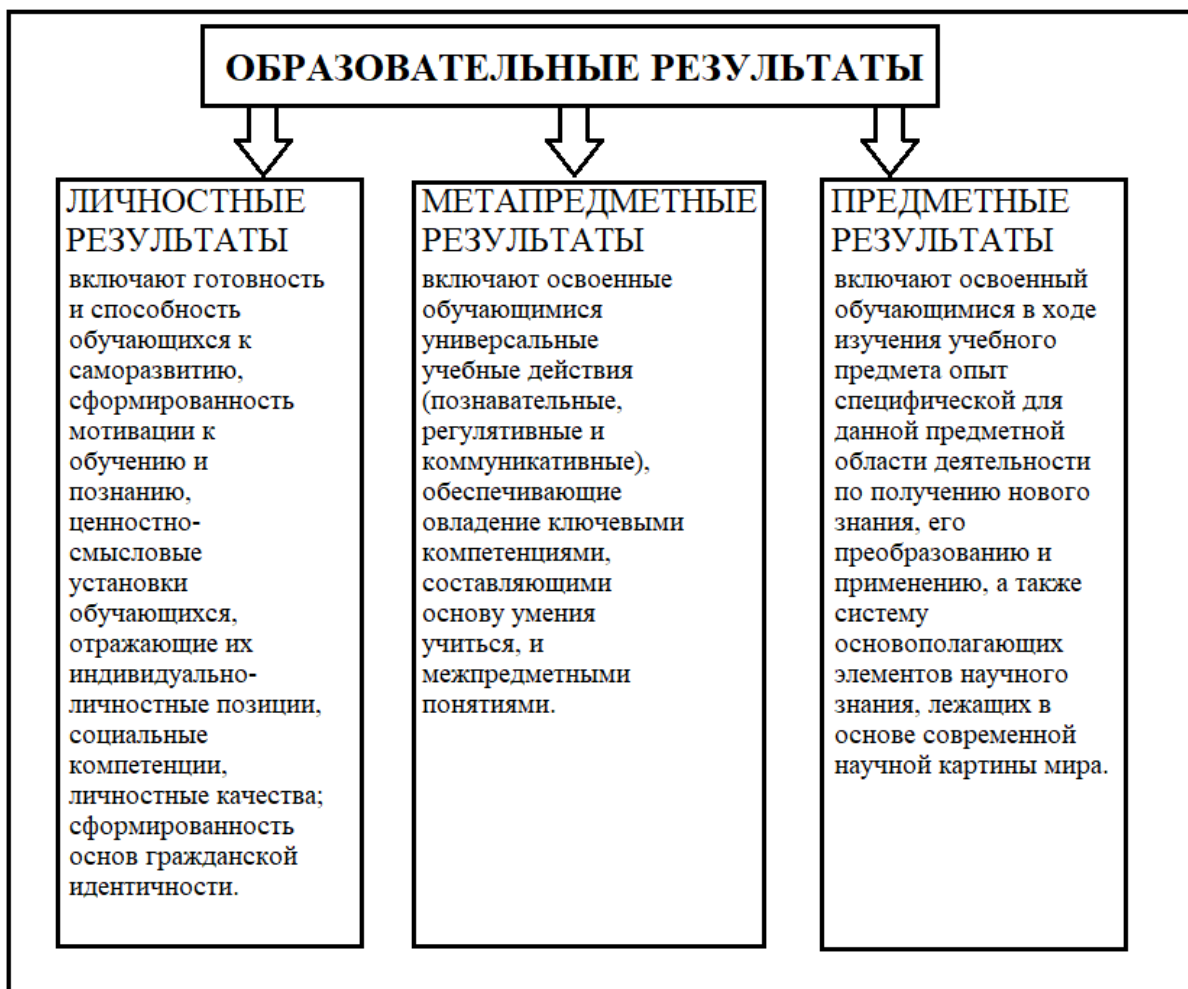 ОБРАЗОВАТЕЛЬНЫЕ РЕЗУЛЬТАТЫ
ЛИЧНОСТНЫЕ
РЕЗУЛЬТАТЫ
включают готовность
и способность
обучающихся к
саморазвитию,
сформированность
мотивации к
обучению и
познанию,
ценностно-
смысловые
установки
обучающихся,
отражающие их
индивидуально-
личностные позиции,
социальные
компетенции,
личностные качества;
сформированность
основ гражданской
идентичности.
МЕТАПРЕДМЕТНЫЕ
РЕЗУЛЬТАТЫ
включают освоенные
обучающимися
универсальные
учебные действия
(познавательные,
регулятивные и
коммуникативные),
обеспечивающие
овладение ключевыми
компетенциями,
составляющими
основу умения
учиться, и
межпредметными
понятиями.
ПРЕДМЕТНЫЕ
РЕЗУЛЬТАТЫ
включают освоенный
обучающимися в ходе
изучения учебного
предмета опыт
специфической для
данной предметной
области деятельности
по получению нового
знания, его
преобразованию и
применению, а также
систему
основополагающих
элементов научного
знания, лежащих в
основе современной
научной картины мира.